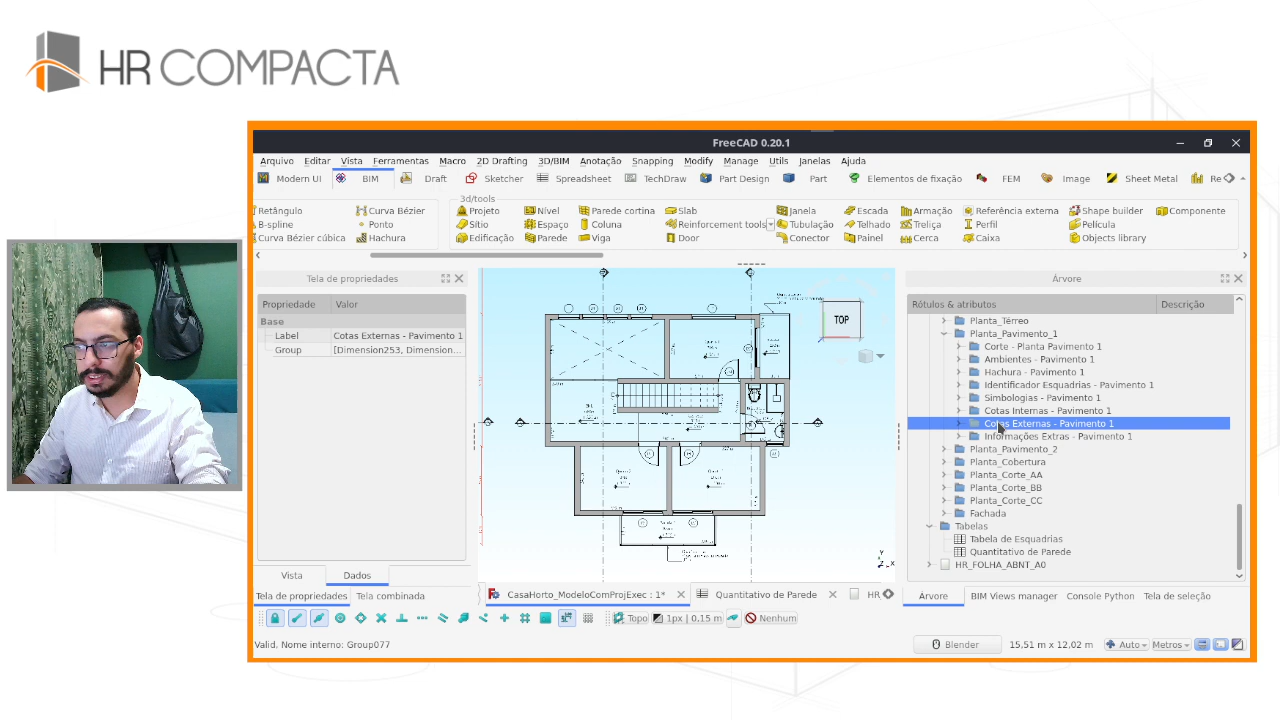 HR COMPACTA
FreeCAD 0.20.1
Arquivo Editar Vista Ferramentas Macro 2D Drafting 3D/BIM Anotação Snapping Modify Manage Utils Janelas Ajuda
Modern UI BIM Draft Sketcher Spreadsheet TechDraw Part Design Part Elementos de fixação FEM Image Sheet Metal Re
3d/tools
Retângulo Curva Bézier Projeto Nível Parede cortina Slab Janela Escada Armação Referência externa Shape builder Componente
B-spline Ponto Sítio Espaço Coluna Reinforcement tools Tubulação Telhado Treliça Perfil Película
Curva Bézier cúbica Hachura Edificação Parede Viga Door Conector Painel Cerca Caixa Objects library
Tela de propriedades
Propriedade Valor
Base
Label Cotas Externas - Pavimento 1
Group [Dimension253, Dimension...
Vista Dados
Tela de propriedades Tela combinada
TOP
Y
Z X
Árvore
Rótulos & atributos Descrição
Planta_Térreo
Planta_Pavimento_1
Corte - Planta Pavimento 1
Ambientes - Pavimento 1
Hachura - Pavimento 1
Identificador Esquadrias - Pavimento 1
Simbologias - Pavimento 1
Cotas Internas - Pavimento 1
Cotas Externas - Pavimento 1
Informações Extras - Pavimento 1
Planta_Pavimento_2
Planta_Cobertura
Planta_Corte_AA
Planta_Corte_BB
Planta_Corte_CC
Fachada
Tabelas
Tabela de Esquadrias
Quantitativo de Parede
HR_FOLHA_ABNT_A0
CasaHorto_ModeloComProjExec : 1* Quantitativo de Parede HR
Árvore BIM Views manager Console Python Tela de seleção
Topo 1px | 0.15 m Nenhum
Valid, Nome interno: Group077
Blender 15,51 m x 12,02 m Auto Metros